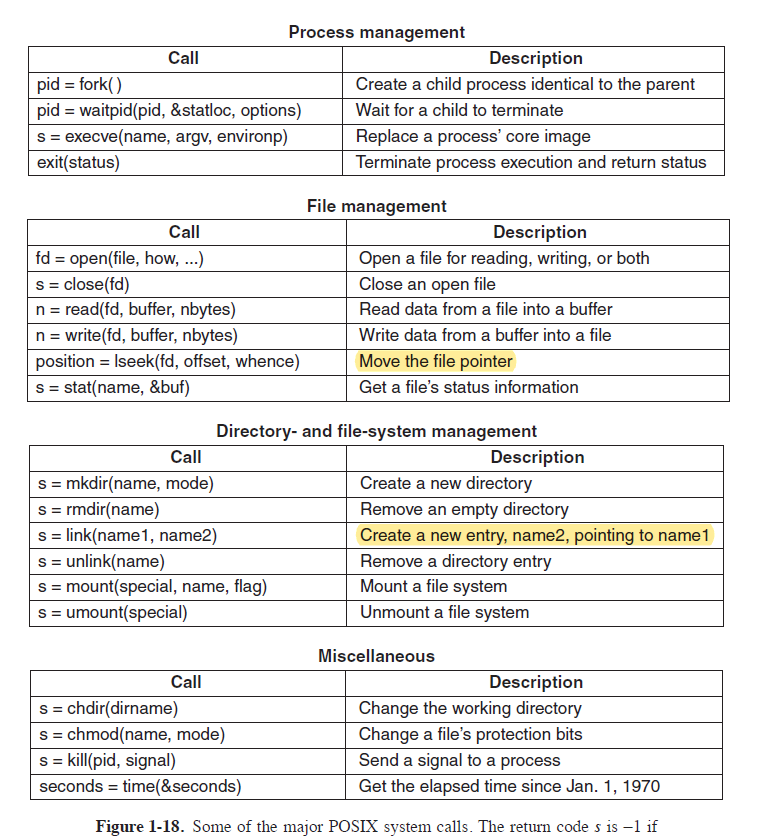 Process management
Call Description
pid = fork( ) Create a child process identical to the parent
pid = waitpid(pid, &statloc, options) Wait for a child to terminate
s = execve(name, argv, environp) Replace a process’ core image
exit(status) Terminate process execution and return status
File management
Call Description
fd = open(file, how, ...) Open a file for reading, writing, or both
s = close(fd) Close an open file
n = read(fd, buffer, nbytes) Read data from a file into a buffer
n = write(fd, buffer, nbytes) Write data from a buffer into a file
position = lseek(fd, offset, whence) Move the file pointer
s = stat(name, &buf) Get a file’s status information
Directory- and file-system management
Call Description
s = mkdir(name, mode) Create a new directory
s = rmdir(name) Remove an empty directory
s = link(name1, name2) Create a new entry, name2, pointing to name1
s = unlink(name) Remove a directory entry
s = mount(special, name, flag) Mount a file system
s = umount(special) Unmount a file system
Miscellaneous
Call Description
s = chdir(dirname) Change the working directory
s = chmod(name, mode) Change a file’s protection bits
s = kill(pid, signal) Send a signal to a process
seconds = time(&seconds) Get the elapsed time since Jan. 1, 1970
Figure 1-18. Some of the major POSIX system calls. The return code s is −1 if